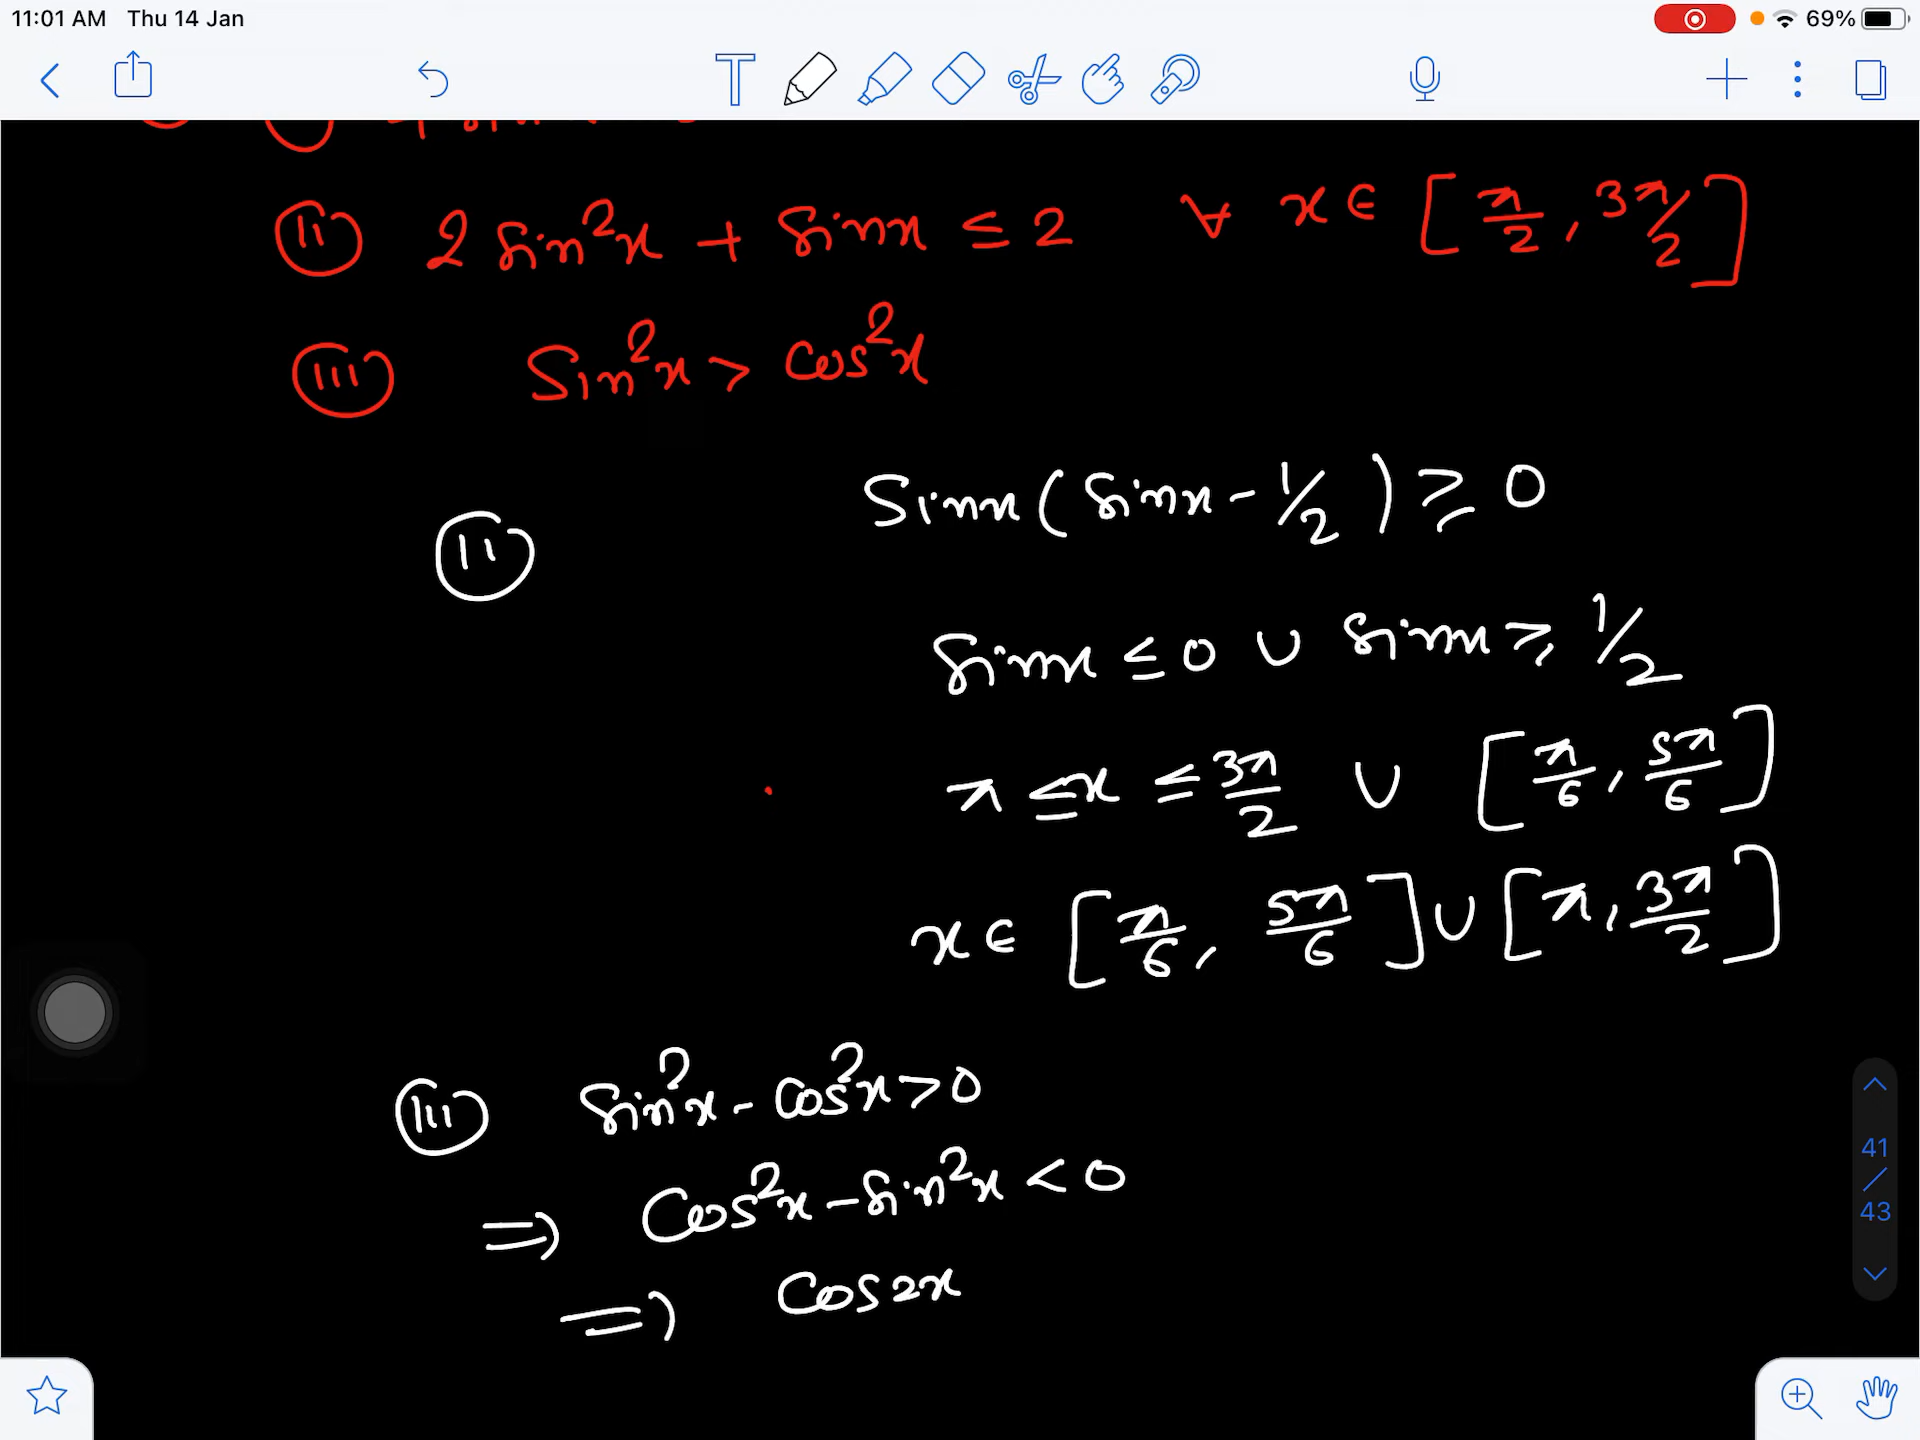 11:01 AM Thu 14 Jan 69%
T
(ii) 2 sin²x + sinx ≤ 2 ∀ x ∈ [π/2, 3π/2]
(iii) Sin²x > Cos²x
Sinx (sinx - 1/2) ≥ 0
(ii)
sinx ≤ 0 ∪ sinx ≥ 1/2
π ≤ x ≤ 3π/2 ∪ [π/6, 5π/6]
x ∈ [π/6, 5π/6] ∪ [π, 3π/2]
(iii) sin²x - cos²x > 0
⇒ Cos²x - sin²x < 0
⇒ Cos2x
41
/
43